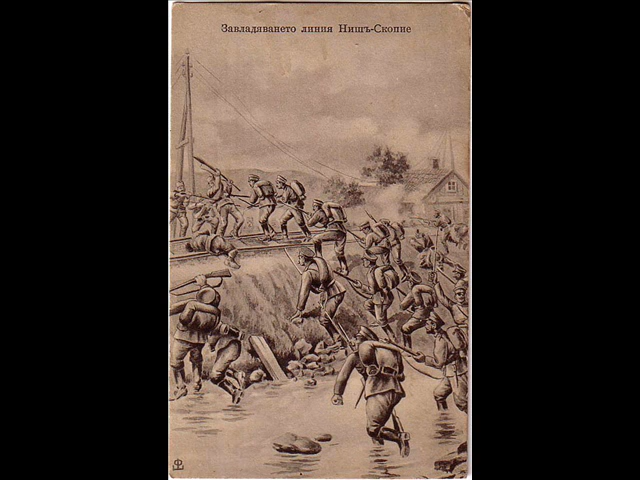 Завладяването линия Нишъ-Скопие